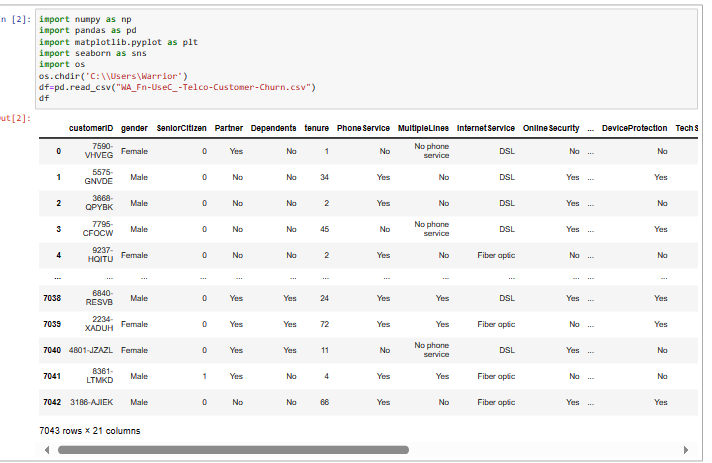 n [2]: import numpy as np
import pandas as pd
import matplotlib.pyplot as plt
import seaborn as sns
import os
os.chdir('C:\\Users\Warrior')
df=pd.read_csv("WA_Fn-UseC_-Telco-Customer-Churn.csv")
df
ut[2]:
customerID gender SeniorCitizen Partner Dependents tenure PhoneService MultipleLines InternetService OnlineSecurity ... DeviceProtection TechS
0 7590-VHVEG Female 0 Yes No 1 No No phone service DSL No ... No
1 5575-GNVDE Male 0 No No 34 Yes No DSL Yes ... Yes
2 3668-QPYBK Male 0 No No 2 Yes No DSL Yes ... No
3 7795-CFOCW Male 0 No No 45 No No phone service DSL Yes ... Yes
4 9237-HQITU Female 0 No No 2 Yes No Fiber optic No ... No
... ... ... ... ... ... ... ... ... ... ... ... ...
7038 6840-RESVB Male 0 Yes Yes 24 Yes Yes DSL Yes ... Yes
7039 2234-XADUH Female 0 Yes Yes 72 Yes Yes Fiber optic No ... Yes
7040 4801-JZAZL Female 0 Yes Yes 11 No No phone service DSL Yes ... No
7041 8361-LTMKD Male 1 Yes No 4 Yes Yes Fiber optic No ... No
7042 3186-AJIEK Male 0 No No 66 Yes No Fiber optic Yes ... Yes
7043 rows × 21 columns